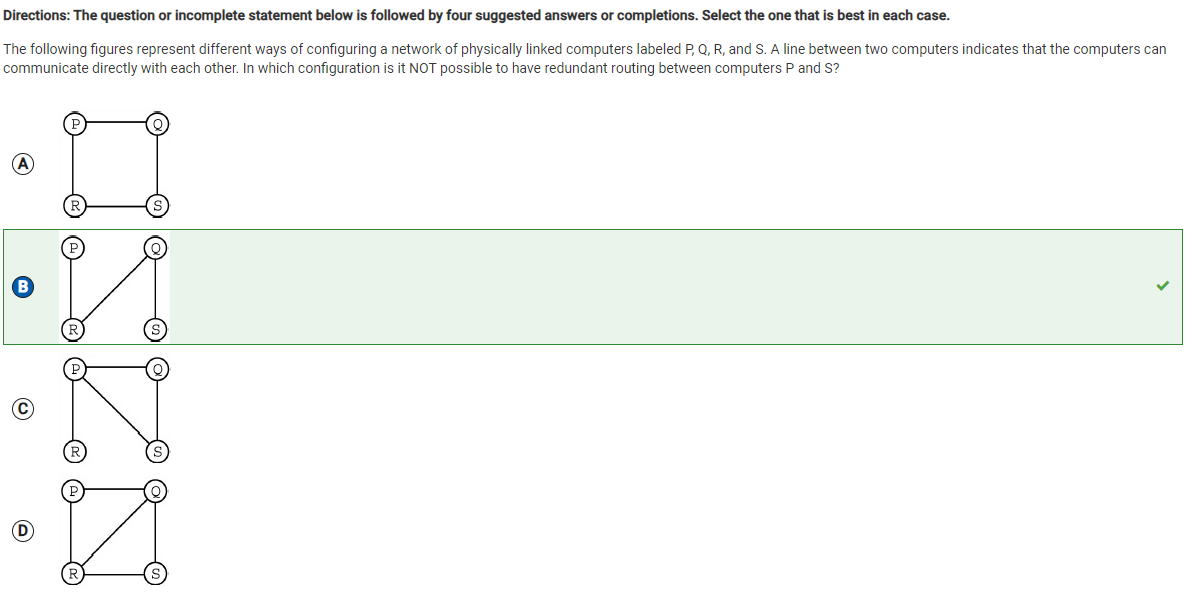 Directions: The question or incomplete statement below is followed by four suggested answers or completions. Select the one that is best in each case.
The following figures represent different ways of configuring a network of physically linked computers labeled P, Q, R, and S. A line between two computers indicates that the computers can
communicate directly with each other. In which configuration is it NOT possible to have redundant routing between computers P and S?
P Q
A
R S
P Q
B
R S
P Q
C
R S
P Q
D
R S